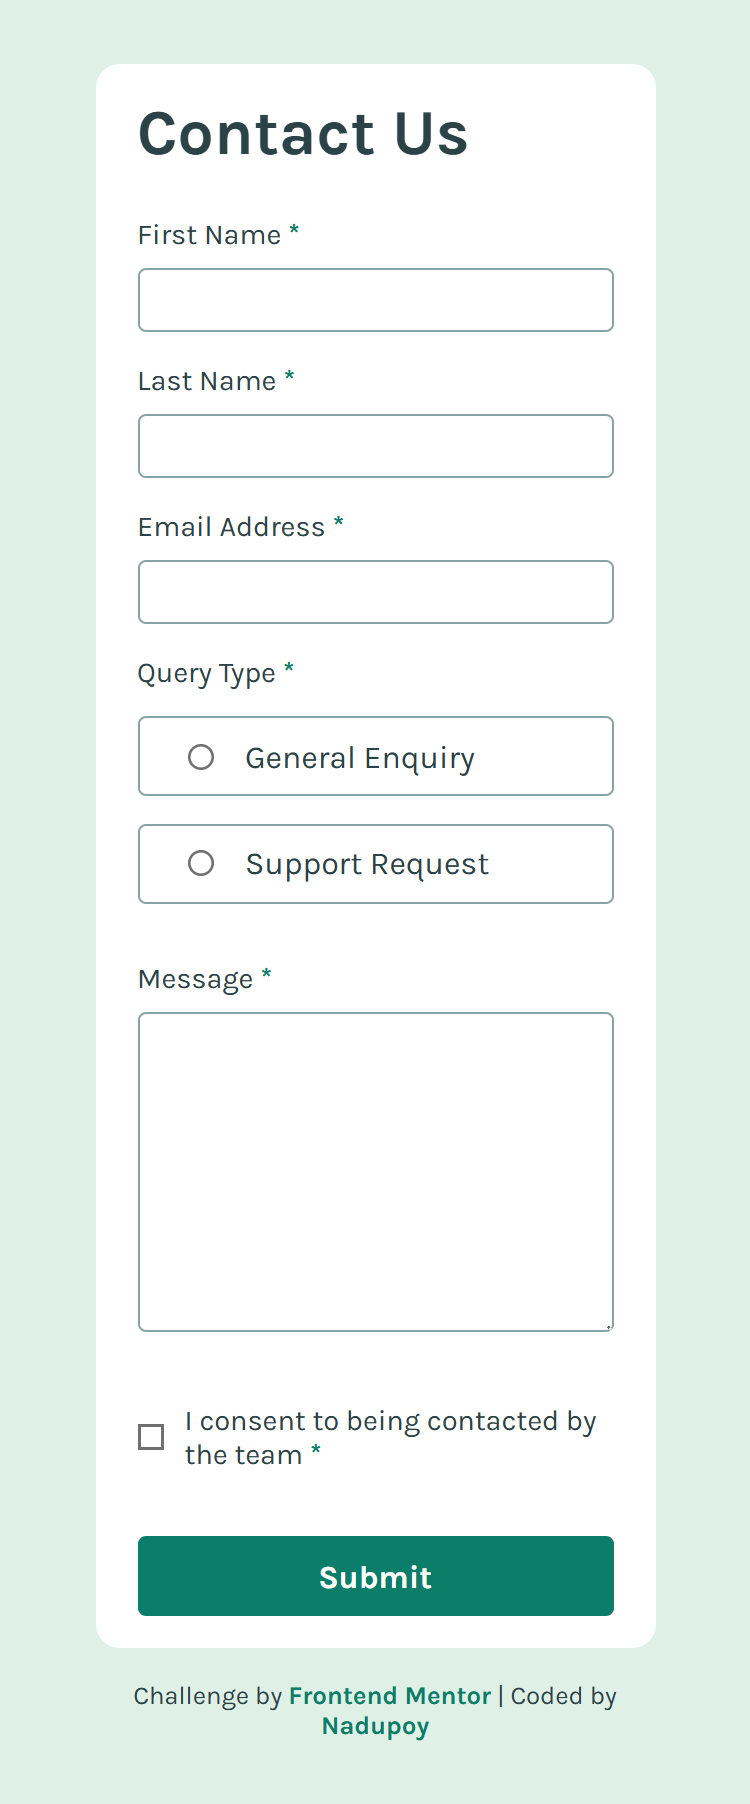 Contact Us
First Name *
Last Name *
Email Address *
Query Type *
General Enquiry
Support Request
Message *
I consent to being contacted by
the team *
Submit
Challenge by Frontend Mentor | Coded by
Nadupoy